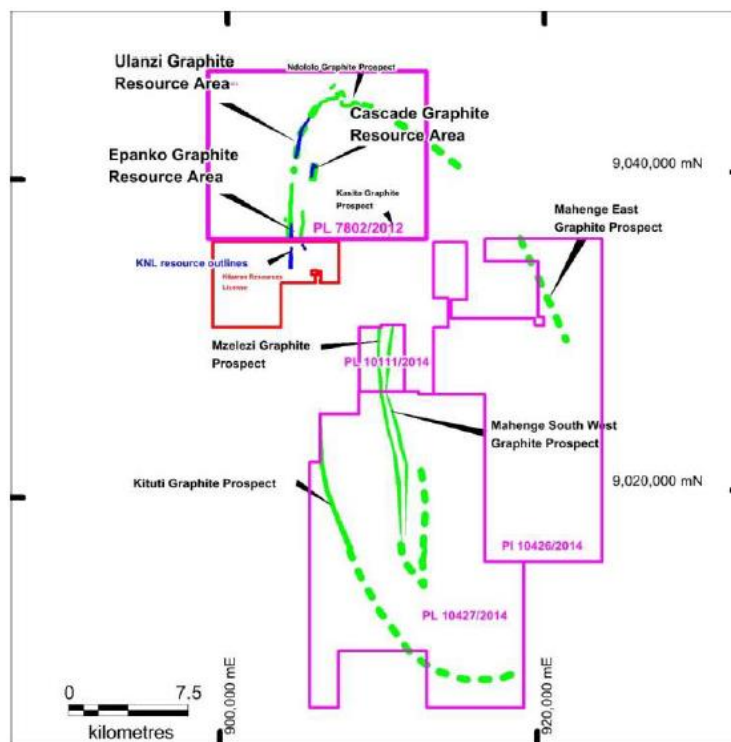 Ulanzi Graphite
Resource Area
Ndololo Graphite Prospect
Cascade Graphite
Resource Area
Epanko Graphite
Resource Area
9,040,000 mN
Kasita Graphite
Prospect
PL 7802/2012
Mahenge East
Graphite Prospect
KNL resource outlines
Kibaran Resources
License
Mzelezi Graphite
Prospect
PL 10111/2014
Mahenge South West
Graphite Prospect
Kituti Graphite Prospect
9,020,000 mN
Pl 10426/2014
PL 10427/2014
0 7.5
kilometres
900,000 mE
920,000 mE